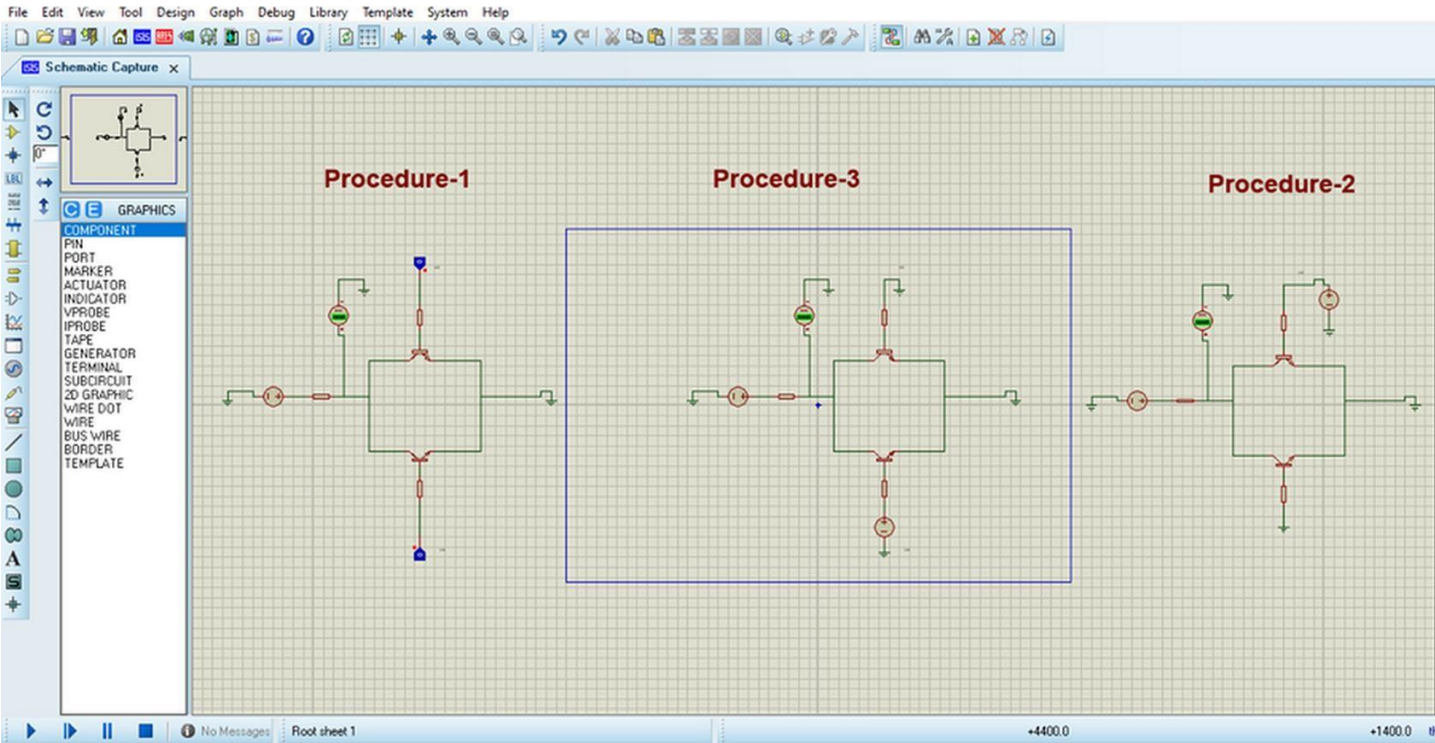 File Edit View Tool Design Graph Debug Library Template System Help
Schematic Capture
0°
LBL
C E GRAPHICS
COMPONENT
PIN
PORT
MARKER
ACTUATOR
INDICATOR
VPROBE
IPROBE
TAPE
GENERATOR
TERMINAL
SUBCIRCUIT
2D GRAPHIC
WIRE DOT
WIRE
BUS WIRE
BORDER
TEMPLATE
A
S
Procedure-1
Procedure-3
Procedure-2
No Messages
Root sheet 1
+4400.0
+1400.0